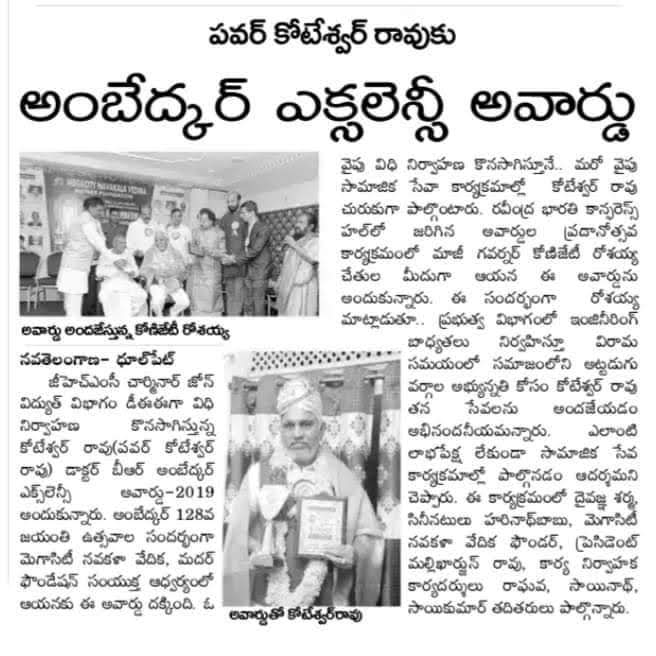 పవర్ కోటేశ్వర్ రావుకు
అంబేద్కర్ ఎక్సలెన్సీ అవార్డు
MEGACITY NAVAKALA VEDIKA
అవార్డు అందజేస్తున్న కోణిజేటీ రోశయ్య
నవతెలంగాణ- ధూల్‌పేట్
జీహెచ్ఎంసీ చార్మినార్ జోన్
విద్యుత్ విభాగం డీఈఈగా విధి
నిర్వాహణ కొనసాగిస్తున్న
కోటేశ్వర్ రావు(పవర్ కోటేశ్వర్
రావు) డాక్టర్ బీఆర్ అంబేద్కర్
ఎక్స్‌లెన్సీ అవార్డు-2019
అందుకున్నారు. అంబేద్కర్ 128వ
జయంతి ఉత్సవాల సందర్భంగా
మెగాసిటీ నవకళా వేదిక, మదర్
ఫౌండేషన్ సంయుక్త ఆధ్వర్యంలో
ఆయనకు ఈ అవార్డు దక్కింది. ఓ
అవార్డుతో కోటేశ్వర్‌రావు
వైపు విధి నిర్వాహణ కొనసాగిస్తూనే.. మరో వైపు
సామాజిక సేవా కార్యక్రమాల్లో కోటేశ్వర్ రావు
చురుకుగా పాల్గొంటారు. రవీంద్ర భారతి కాన్ఫరెన్స్
హల్‌లో జరిగిన అవార్డుల ప్రదానోత్సవ
కార్యక్రమంలో మాజీ గవర్నర్ కోణిజేటీ రోశయ్య
చేతుల మీదుగా ఆయన ఈ అవార్డును
అందుకున్నారు. ఈ సందర్భంగా రోశయ్య
మాట్లాడుతూ.. ప్రభుత్వ విభాగంలో ఇంజినీరింగ్
బాధ్యతలు నిర్వహిస్తూ విరామ
సమయంలో సమాజంలోని అట్టడుగు
వర్గాల అభ్యున్నతి కోసం కోటేశ్వర్ రావు
తన సేవలను అందజేయడం
అభినందనీయమన్నారు. ఎలాంటి
లాభపేక్ష లేకుండా సామాజిక సేవ
కార్యక్రమాల్లో పాల్గొనడం ఆదర్శమని
చెప్పారు. ఈ కార్యక్రమంలో దైవజ్ఞ శర్మ,
సినీనటులు హరినాథ్‌బాబు, మెగాసిటీ
నవకళా వేదిక ఫౌండర్, ప్రెసిడెంట్
మల్లిఖార్జున్ రావు, కార్య నిర్వాహక
కార్యదర్శులు రాఘవ, సాయినాథ్,
సాయికుమార్ తదితరులు పాల్గొన్నారు.